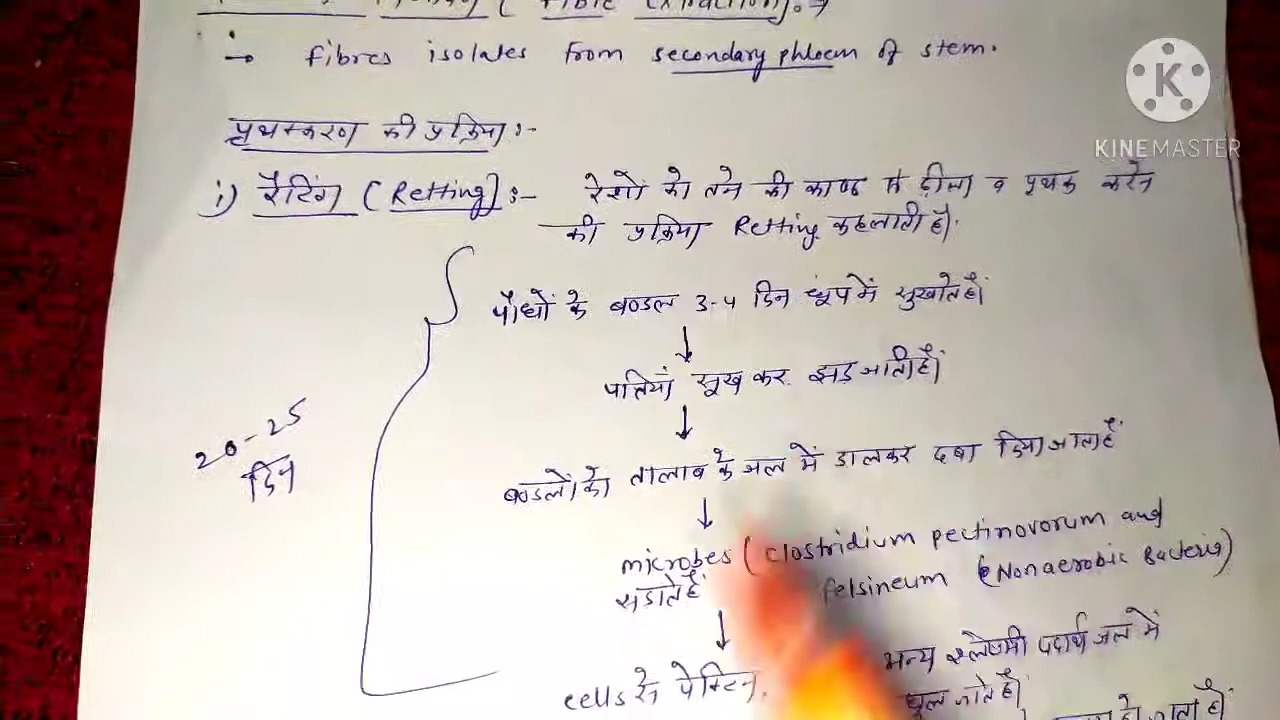 (Fibre Extraction):→
→ fibres isolates from secondary phloem of stem.
KINEMASTER
पृथक्करण की प्रक्रिया :-
i) रैटिंग (Retting) :- रेशों को तने की काष्ठ से ढीला व पृथक करने
की प्रक्रिया Retting कहलाती है।
पौधों के बण्डल 3-4 दिन धूप में सुखाते हैं।
↓
पत्तियां सूख कर झड़ जाती हैं।
↓
20-25
दिन
बण्डलों को तालाब के जल में डालकर दबा दिया जाता है
↓
microbes (clostridium pectinovorum and
felsineum (Nonaerobic Bacteria)
सडाते हैं
↓
cells से पेक्टिन, अन्य श्लेष्मी पदार्थ जल में
घुल जाते हैं।
हो जाता है।